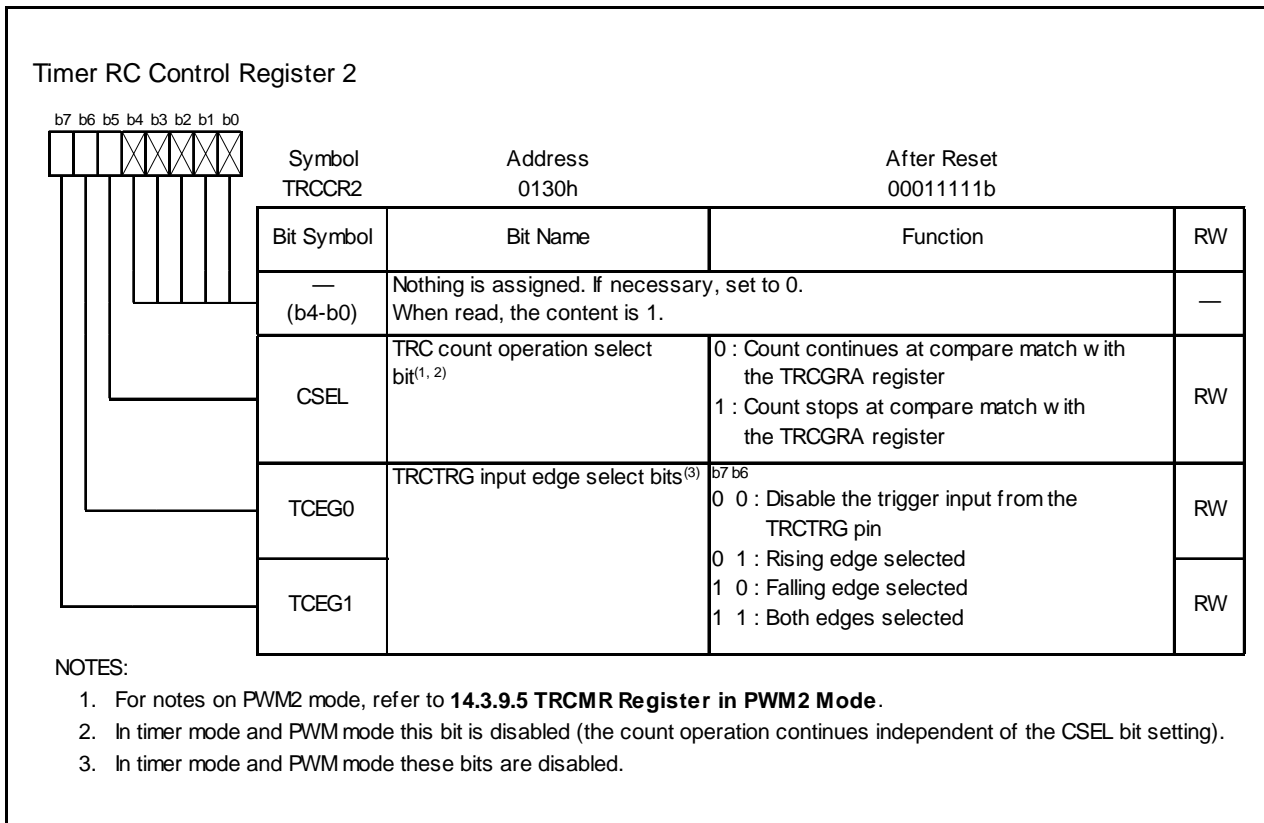 Timer RC Control Register 2
b7 b6 b5 b4 b3 b2 b1 b0
Symbol Address After Reset
TRCCR2 0130h 00011111b
Bit Symbol Bit Name Function RW
—
(b4-b0)
Nothing is assigned. If necessary, set to 0.
When read, the content is 1.
—
CSEL
TRC count operation select
bit(1, 2)
0 : Count continues at compare match with
the TRCGRA register
1 : Count stops at compare match with
the TRCGRA register
RW
TCEG0
TRCTRG input edge select bits(3)
b7 b6
0 0 : Disable the trigger input from the
TRCTRG pin
0 1 : Rising edge selected
1 0 : Falling edge selected
1 1 : Both edges selected
RW
TCEG1
RW
NOTES:
1. For notes on PWM2 mode, refer to 14.3.9.5 TRCMR Register in PWM2 Mode.
2. In timer mode and PWM mode this bit is disabled (the count operation continues independent of the CSEL bit setting).
3. In timer mode and PWM mode these bits are disabled.